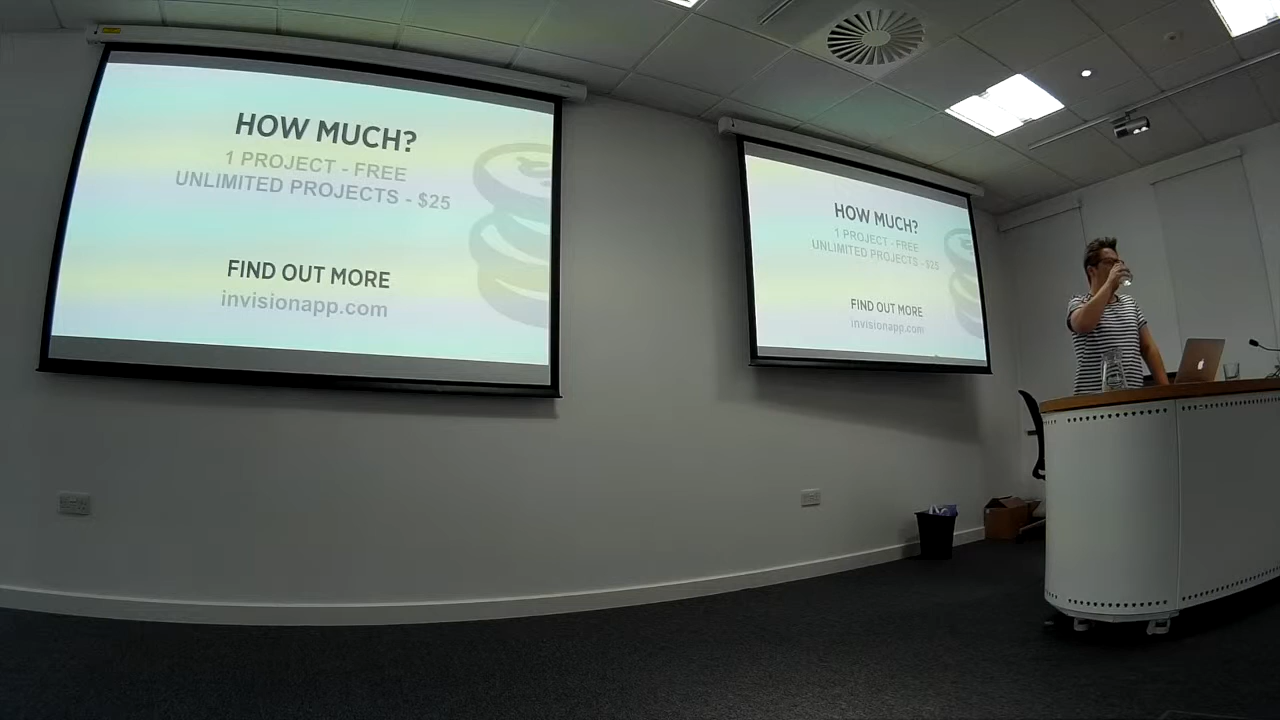 HOW MUCH?
1 PROJECT - FREE
UNLIMITED PROJECTS - $25
FIND OUT MORE
invisionapp.com
HOW MUCH?
1 PROJECT - FREE
UNLIMITED PROJECTS - $25
FIND OUT MORE
invisionapp.com